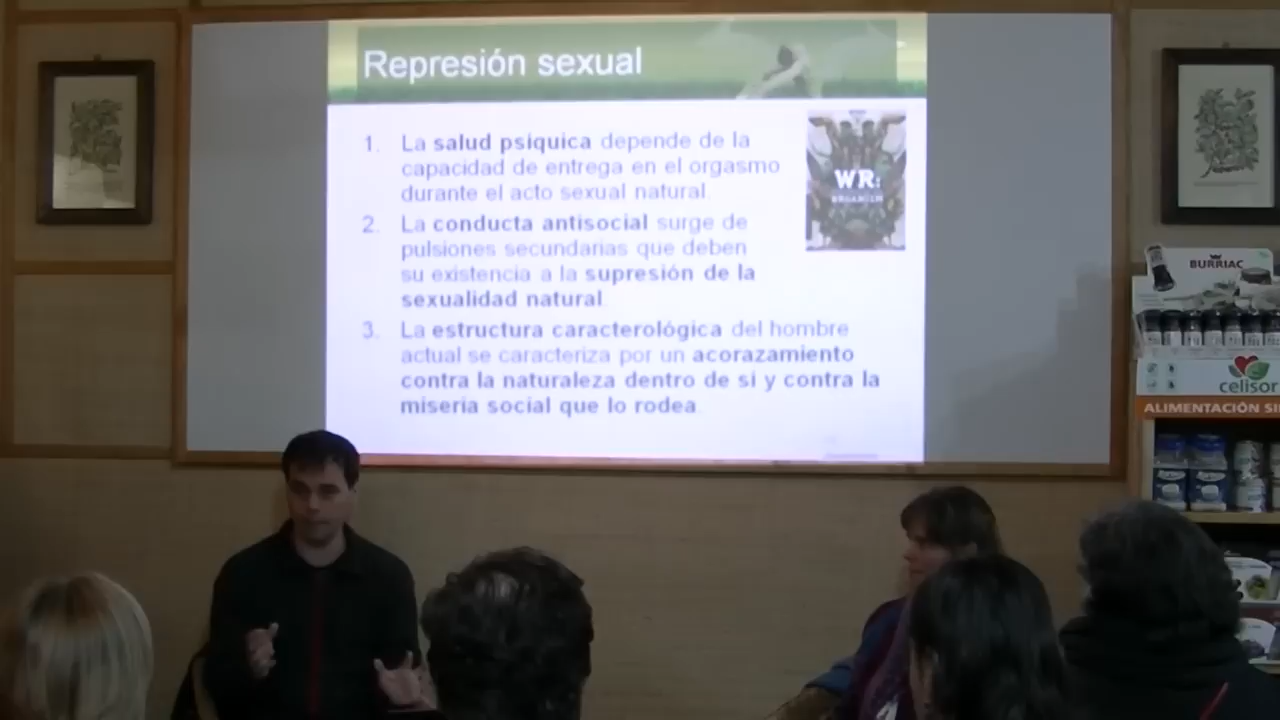 Represión sexual
1. La salud psiquica depende de la
capacidad de entrega en el orgasmo
durante el acto sexual natural.
2. La conducta antisocial surge de
pulsiones secundarias que deben
su existencia a la supresión de la
sexualidad natural.
3. La estructura caracterológica del hombre
actual se caracteriza por un acorazamiento
contra la naturaleza dentro de si y contra la
miseria social que lo rodea.
WR:
BURRIAC
celisor
ALIMENTACIÓN